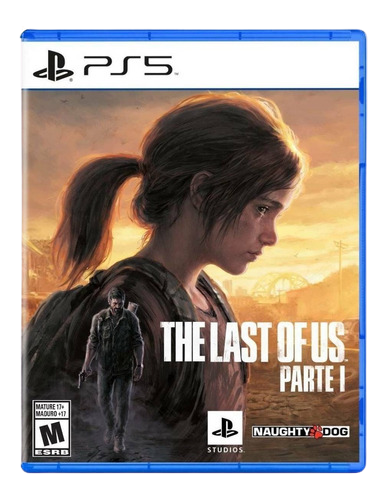 PS5
THE LAST OF US
PARTE I
MATURE 17+
MADURO +17
M
ESRB
STUDIOS
NAUGHTY DOG